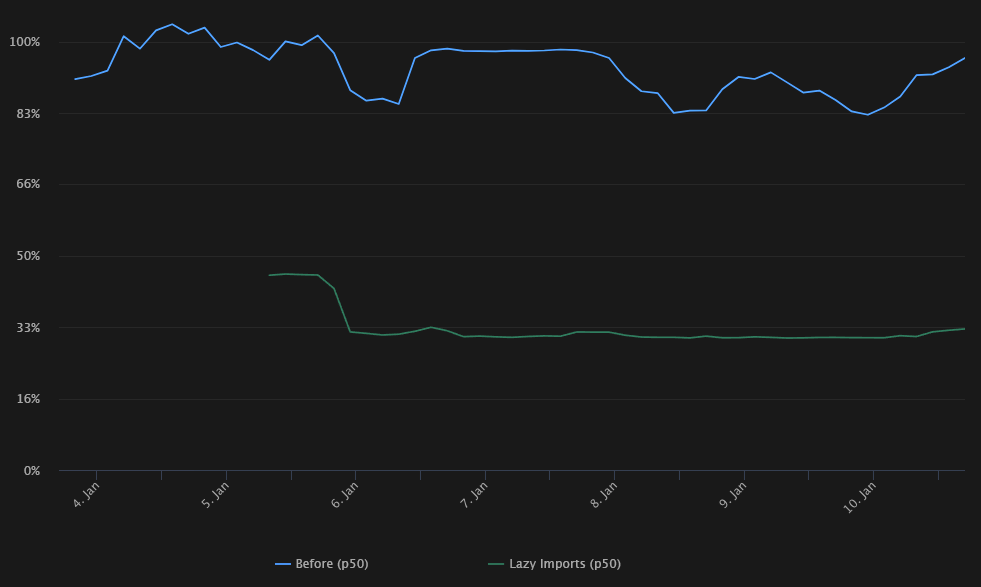 100%
83%
66%
50%
33%
16%
0%
4. Jan
5. Jan
6. Jan
7. Jan
8. Jan
9. Jan
10. Jan
Before (p50)
Lazy Imports (p50)